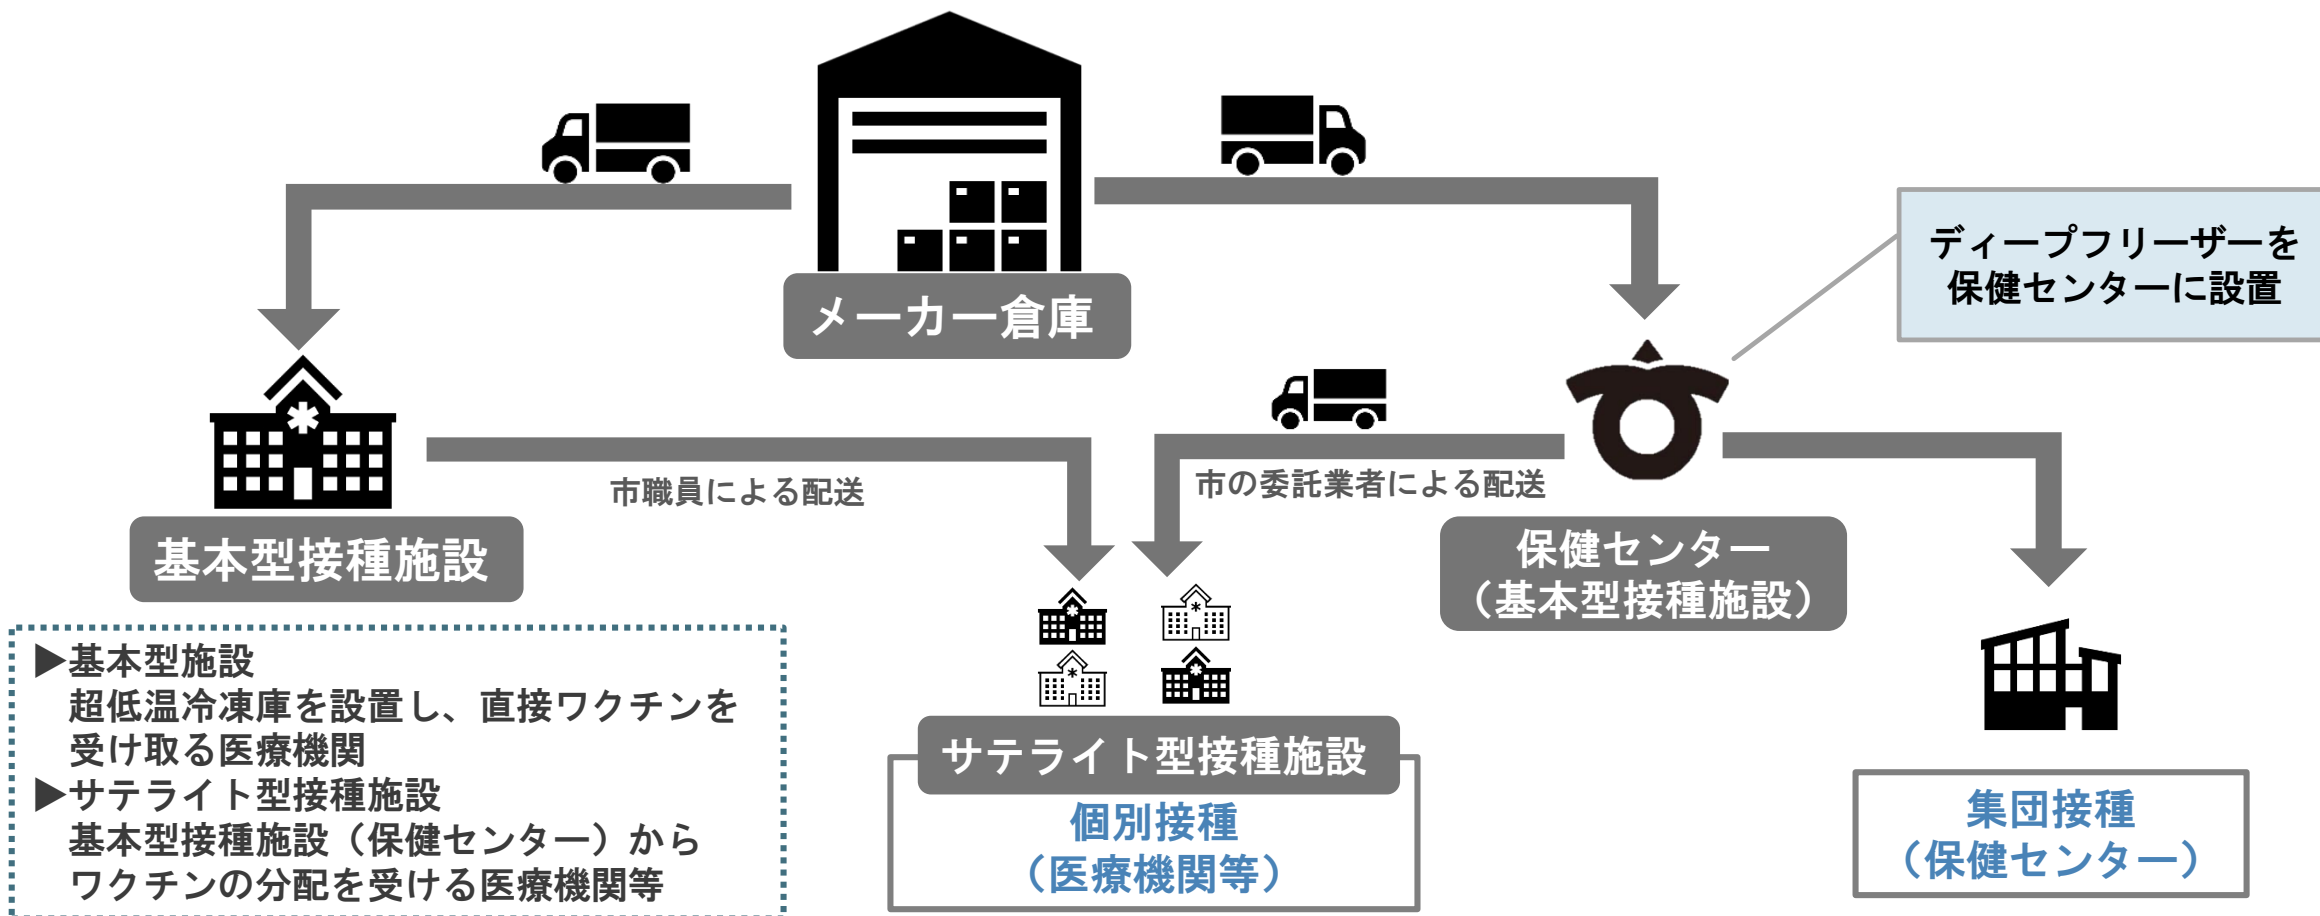 メーカー倉庫
ディープフリーザーを
保健センターに設置
市職員による配送
市の委託業者による配送
基本型接種施設
保健センター
（基本型接種施設）
▶基本型施設
超低温冷凍庫を設置し、直接ワクチンを
受け取る医療機関
▶サテライト型接種施設
基本型接種施設（保健センター）から
ワクチンの分配を受ける医療機関等
サテライト型接種施設
個別接種
（医療機関等）
集団接種
（保健センター）